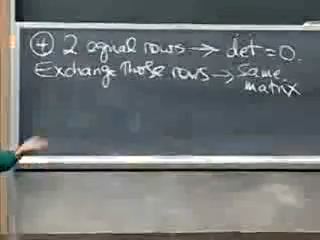 ④ 2 equal rows → det = 0.
Exchange those rows → same
matrix